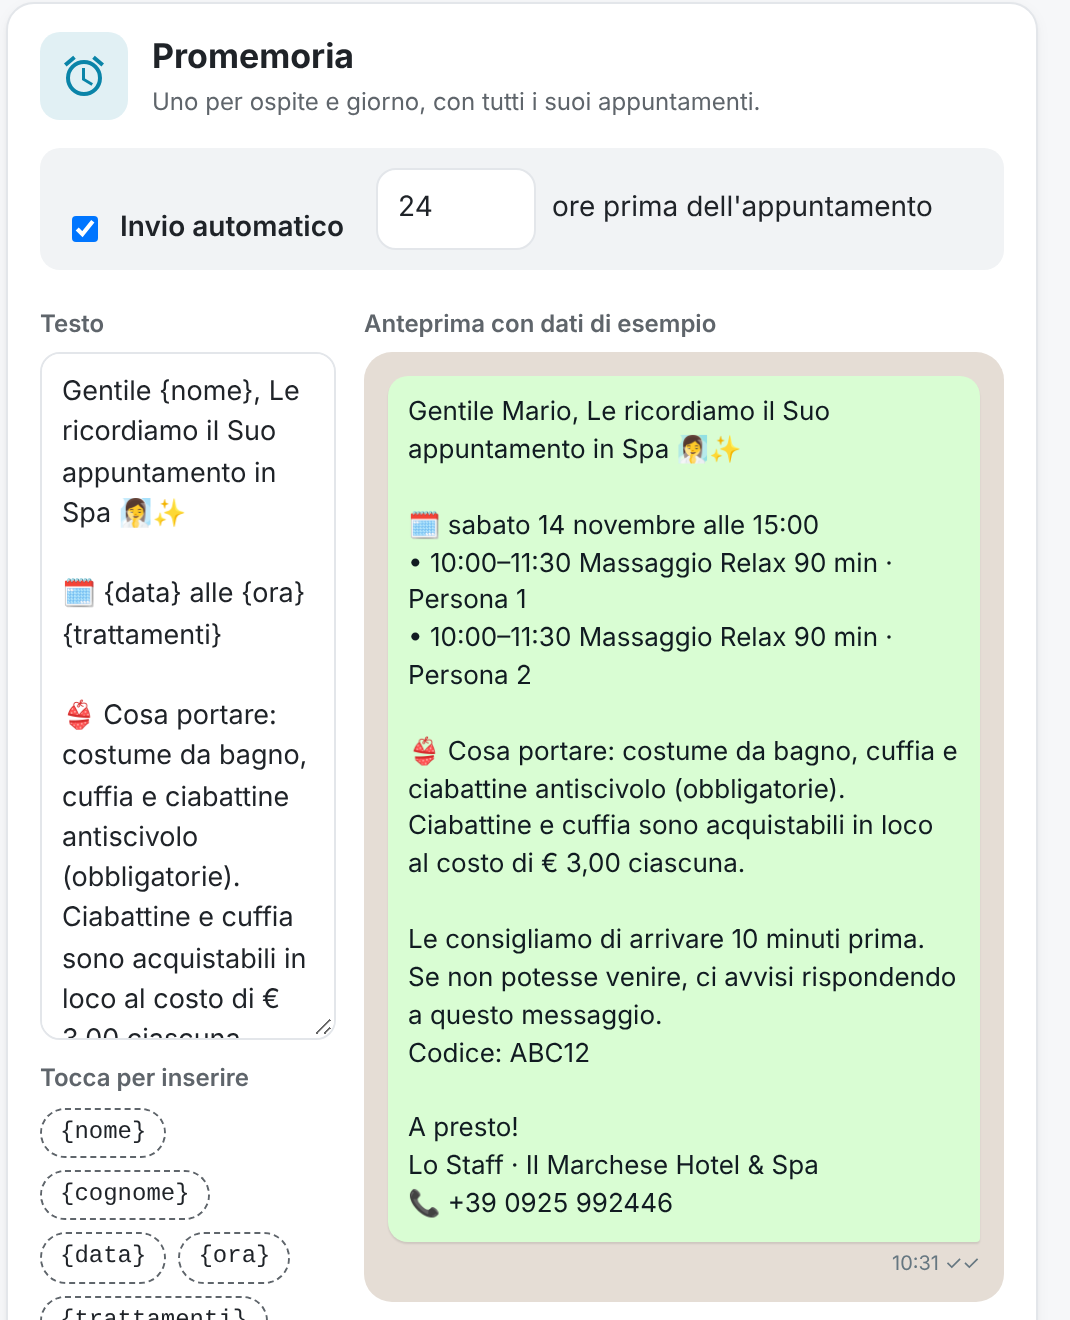 Promemoria
Uno per ospite e giorno, con tutti i suoi appuntamenti.
Invio automatico
24
ore prima dell'appuntamento
Testo
Gentile {nome}, Le
ricordiamo il Suo
appuntamento in
Spa 🧖‍♀️✨
🗓️ {data} alle {ora}
{trattamenti}
👙 Cosa portare:
costume da bagno,
cuffia e ciabattine
antiscivolo
(obbligatorie).
Ciabattine e cuffia
sono acquistabili in
loco al costo di €
3,00 ciascuna
Tocca per inserire
{nome}
{cognome}
{data} {ora}
{trattamenti}
Anteprima con dati di esempio
Gentile Mario, Le ricordiamo il Suo
appuntamento in Spa 🧖‍♀️✨
🗓️ sabato 14 novembre alle 15:00
• 10:00–11:30 Massaggio Relax 90 min ·
Persona 1
• 10:00–11:30 Massaggio Relax 90 min ·
Persona 2
👙 Cosa portare: costume da bagno, cuffia e
ciabattine antiscivolo (obbligatorie).
Ciabattine e cuffia sono acquistabili in loco
al costo di € 3,00 ciascuna.
Le consigliamo di arrivare 10 minuti prima.
Se non potesse venire, ci avvisi rispondendo
a questo messaggio.
Codice: ABC12
A presto!
Lo Staff · Il Marchese Hotel & Spa
📞 +39 0925 992446
10:31 ✓✓